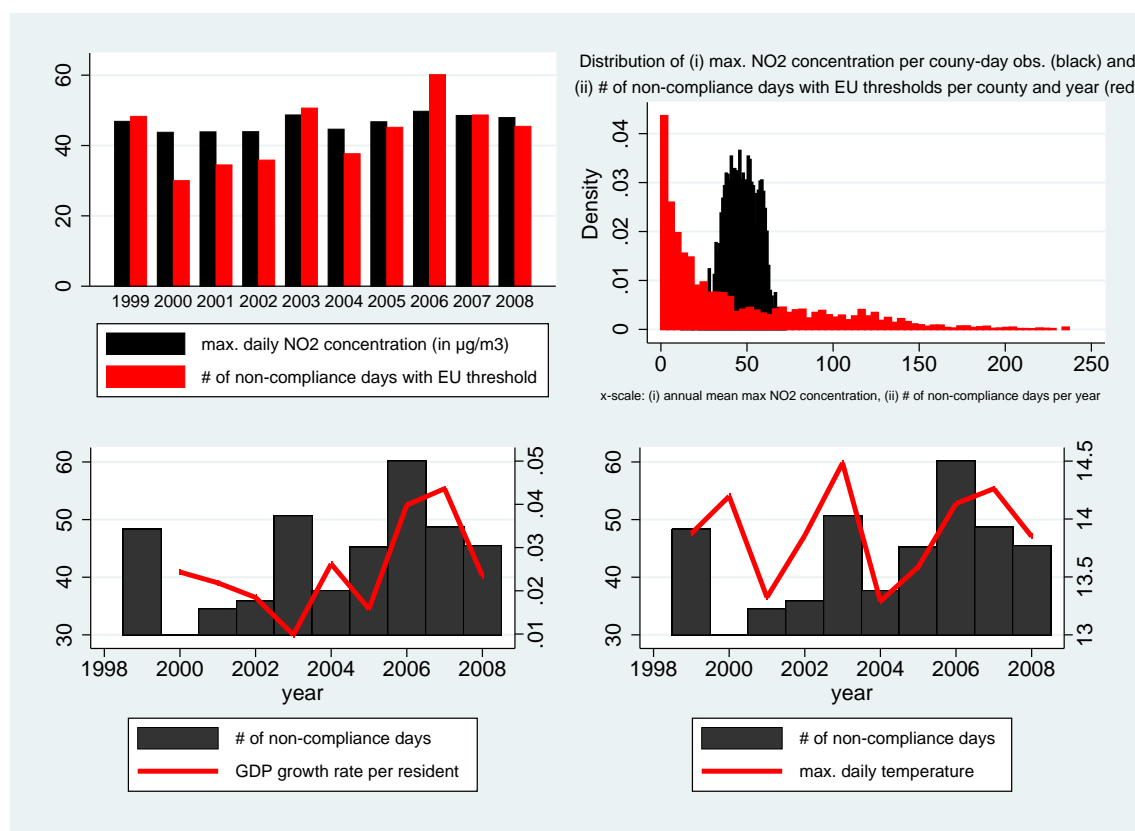 0 20 40 60
1999 2000 2001 2002 2003 2004 2005 2006 2007 2008
max. daily NO2 concentration (in µg/m3)
# of non-compliance days with EU threshold
Distribution of (i) max. NO2 concentration per couny-day obs. (black) and
(ii) # of non-compliance days with EU thresholds per county and year (red
Density
0 .01 .02 .03 .04
0 50 100 150 200 250
x-scale: (i) annual mean max NO2 concentration, (ii) # of non-compliance days per year
30 40 50 60
.01 .02 .03 .04 .05
1998 2000 2002 2004 2006 2008
year
# of non-compliance days
GDP growth rate per resident
30 40 50 60
13 13.5 14 14.5
1998 2000 2002 2004 2006 2008
year
# of non-compliance days
max. daily temperature